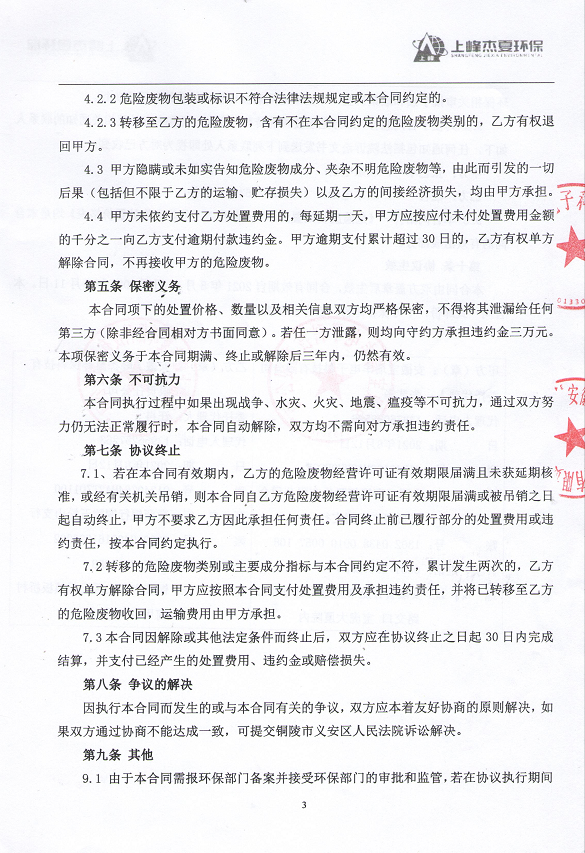 上峰杰夏环保
上峰
4.2.2 危险废物包装或标识不符合法律法规规定或本合同约定的。
4.2.3 转移至乙方的危险废物，含有不在本合同约定的危险废物类别的，乙方有权退
回甲方。
4.3 甲方隐瞒或未如实告知危险废物成分、夹杂不明危险废物等，由此而引发的一切
后果（包括但不限于乙方的运输、贮存损失）以及乙方的间接经济损失，均由甲方承担。
4.4 甲方未依约支付乙方处置费用的，每延期一天，甲方应按应付未付处置费用金额
的千分之一向乙方支付逾期付款违约金。甲方逾期支付累计超过 30 日的，乙方有权单方
解除合同，不再接收甲方的危险废物。
第五条 保密义务
本合同项下的处置价格、数量以及相关信息双方均严格保密，不得将其泄漏给任何
第三方（除非经合同相对方书面同意）。若任一方泄露，则均向守约方承担违约金三万元。
本项保密义务于本合同期满、终止或解除后三年内，仍然有效。
第六条 不可抗力
本合同执行过程中如果出现战争、水灾、火灾、地震、瘟疫等不可抗力，通过双方努
力仍无法正常履行时，本合同自动解除，双方均不需向对方承担违约责任。
第七条 协议终止
7.1. 若在本合同有效期内，乙方的危险废物经营许可证有效期限届满且未获延期核
准，或经有关机关吊销，则本合同自乙方危险废物经营许可证有效期限届满或被吊销之日
起自动终止，甲方不要求乙方因此承担任何责任。合同终止前已履行部分的处置费用或违
约责任，按本合同约定执行。
7.2 转移的危险废物类别或主要成分指标与本合同约定不符，累计发生两次的，乙方
有权单方解除合同，甲方应按照本合同支付处置费用及承担违约责任，并将已转移至乙方
的危险废物收回，运输费用由甲方承担。
7.3 本合同因解除或其他法定条件而终止后，双方应在协议终止之日起 30 日内完成
结算，并支付已经产生的处置费用、违约金或赔偿损失。
第八条 争议的解决
因执行本合同而发生的或与本合同有关的争议，双方应本着友好协商的原则解决，如
果双方通过协商不能达成一致，可提交铜陵市义安区人民法院诉讼解决。
第九条 其他
9.1 由于本合同需报环保部门备案并接受环保部门的审批和监管，若在协议执行期间
3